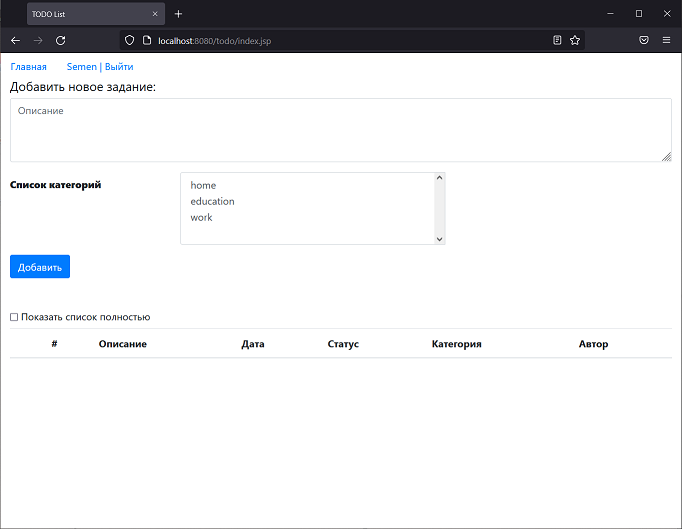 TODO List
localhost:8080/todo/index.jsp
Главная Semen | Выйти
Добавить новое задание:
Описание
Список категорий
home
education
work
Добавить
Показать список полностью
# Описание Дата Статус Категория Автор